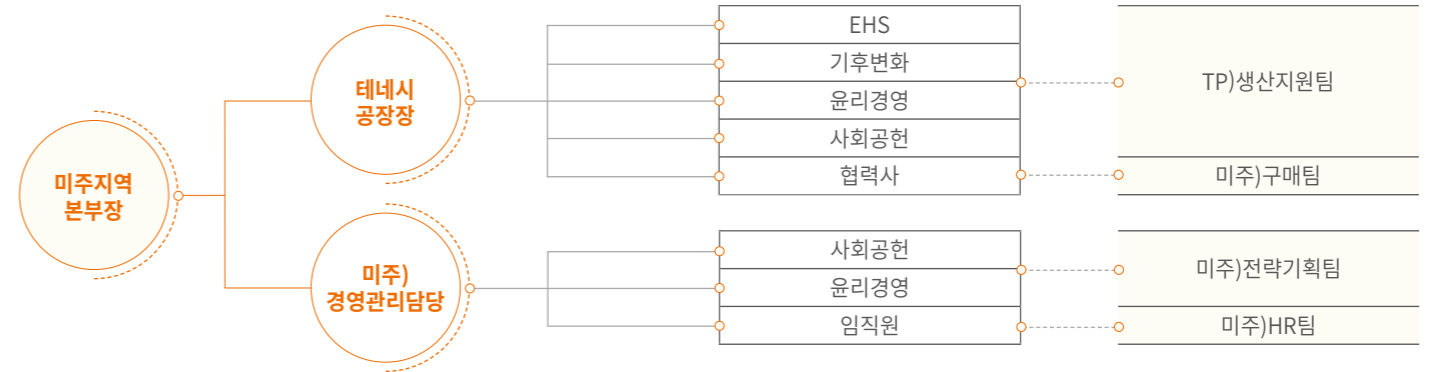 미주지역
본부장
테네시
공장장
EHS
기후변화
윤리경영
사회공헌
협력사
TP)생산지원팀
미주)구매팀
미주)
경영관리담당
사회공헌
윤리경영
임직원
미주)전략기획팀
미주)HR팀